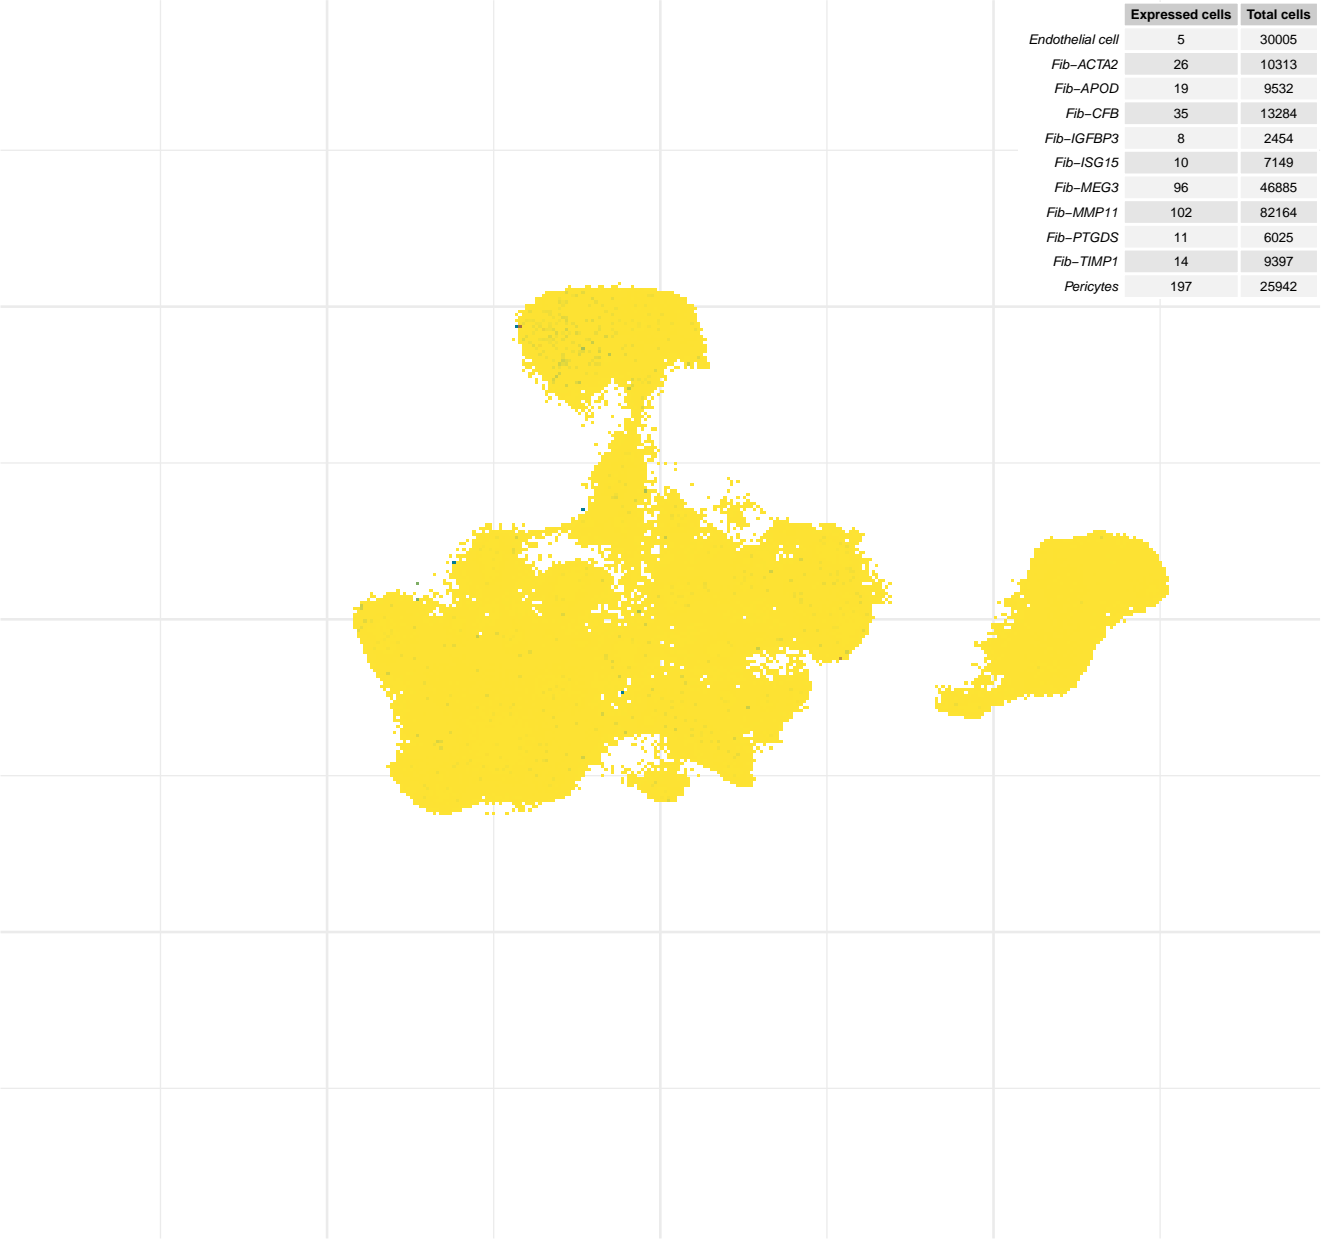 Expressed cells Total cells
Endothelial cell 5 30005
Fib−ACTA2 26 10313
Fib−APOD 19 9532
Fib−CFB 35 13284
Fib−IGFBP3 8 2454
Fib−ISG15 10 7149
Fib−MEG3 96 46885
Fib−MMP11 102 82164
Fib−PTGDS 11 6025
Fib−TIMP1 14 9397
Pericytes 197 25942